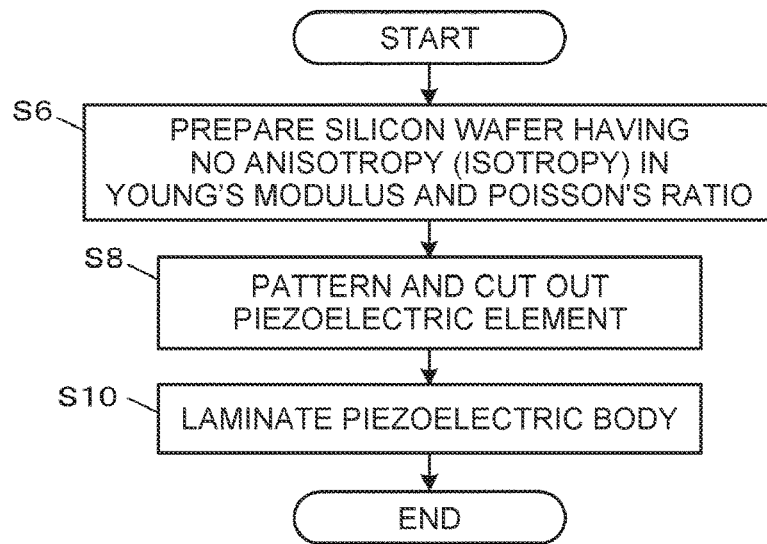 START
S6
PREPARE SILICON WAFER HAVING
NO ANISOTROPY (ISOTROPY) IN
YOUNG'S MODULUS AND POISSON'S RATIO
S8
PATTERN AND CUT OUT
PIEZOELECTRIC ELEMENT
S10
LAMINATE PIEZOELECTRIC BODY
END